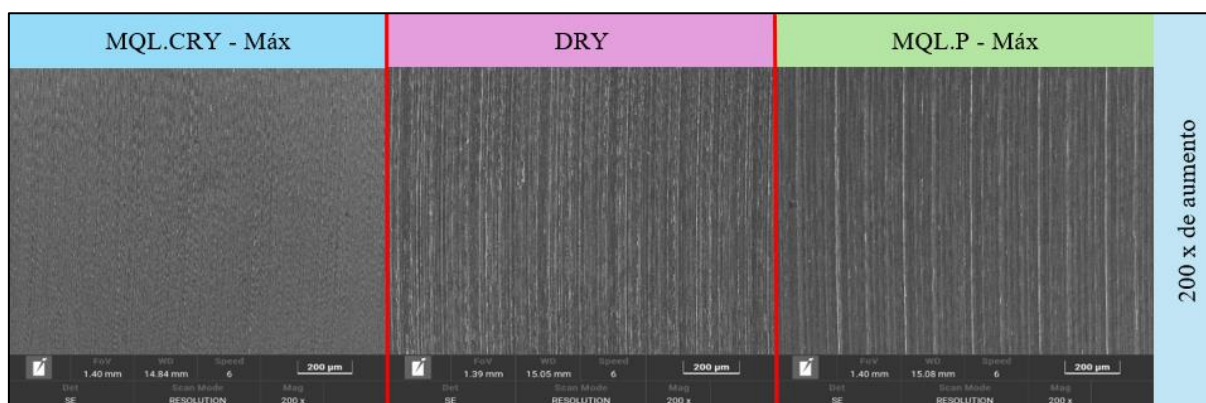 MQL.CRY - Máx
DRY
MQL.P - Máx
200 x de aumento
FoV WD Speed
1.40 mm 14.84 mm 6 200 µm
Det Scan Mode Mag
SE RESOLUTION 200 x
FoV WD Speed
1.39 mm 15.05 mm 6 200 µm
Det Scan Mode Mag
SE RESOLUTION 200 x
FoV WD Speed
1.40 mm 15.08 mm 6 200 µm
Det Scan Mode Mag
SE RESOLUTION 200 x